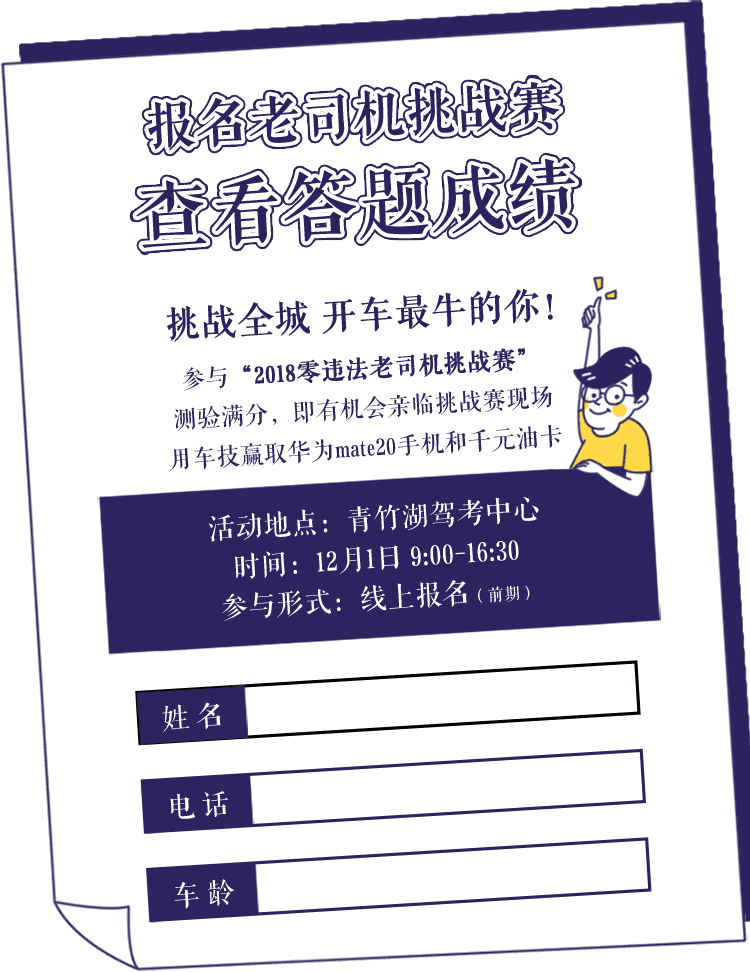 报名老司机挑战赛
查看答题成绩
挑战全城 开车最牛的你！
参与“2018零违法老司机挑战赛”
测验满分，即有机会亲临挑战赛现场
用车技赢取华为mate20手机和千元油卡
活动地点：青竹湖驾考中心
时间：12月1日 9:00-16:30
参与形式：线上报名（前期）
姓名
电话
车龄